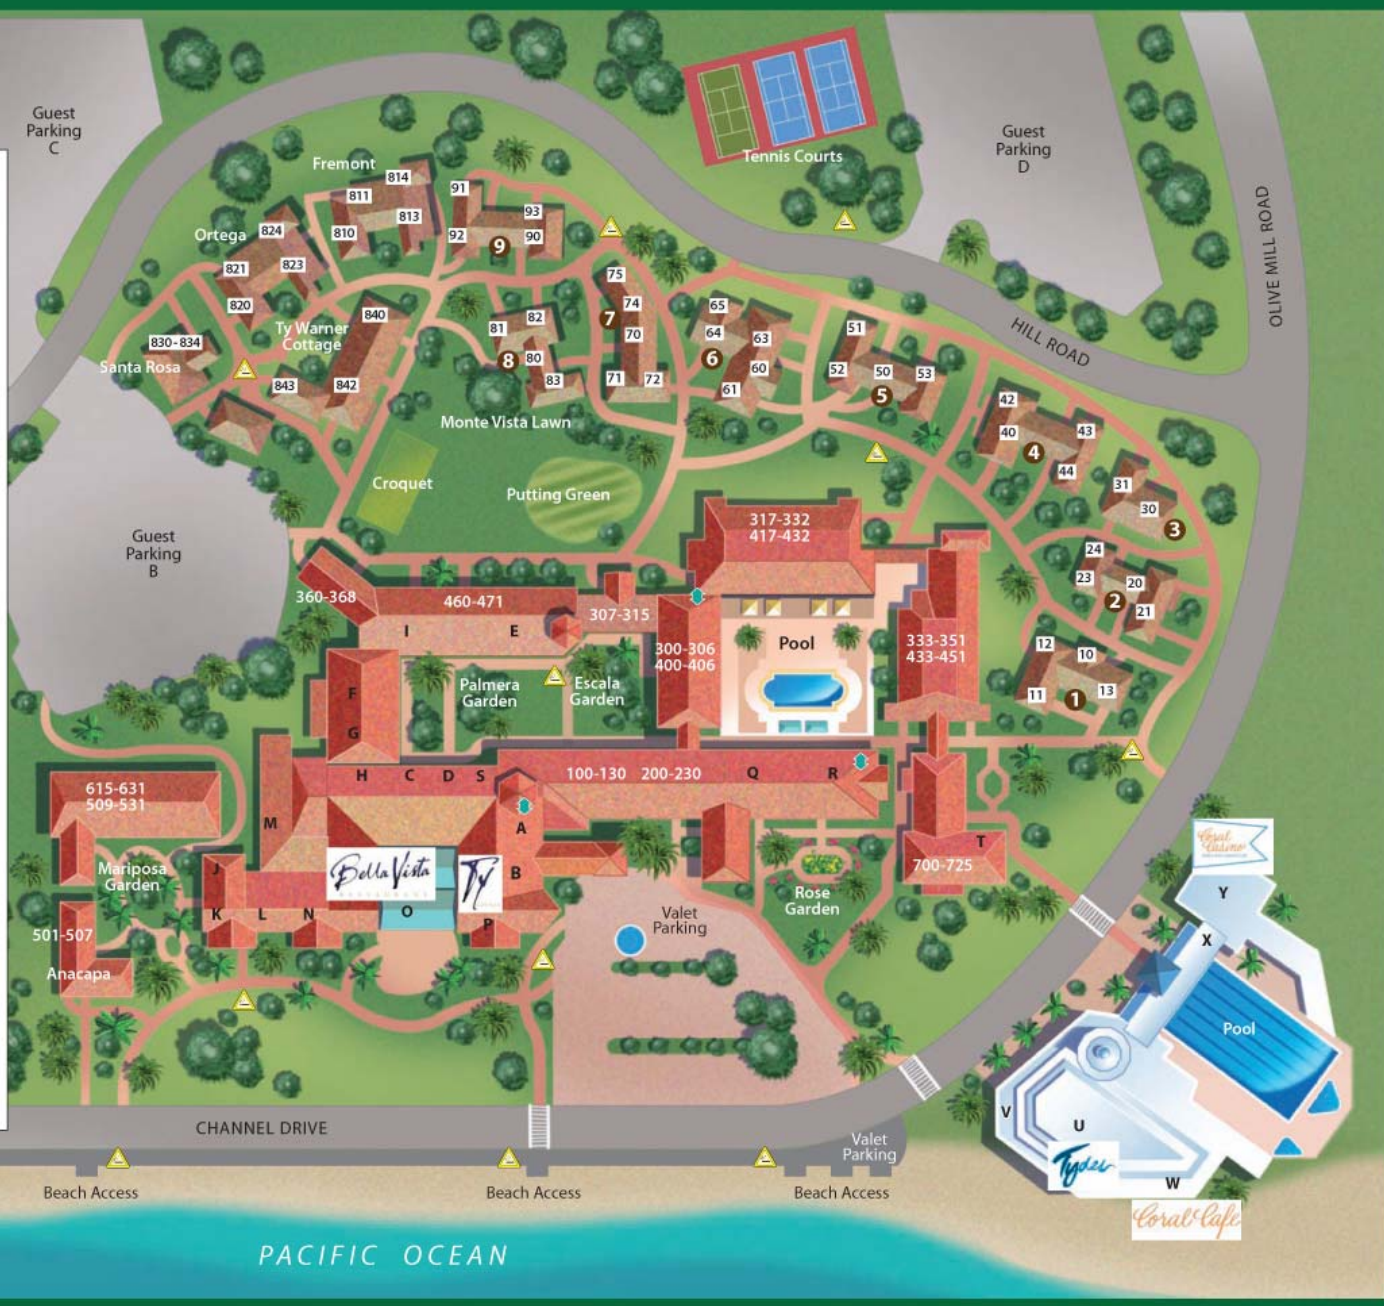 Guest
Parking
C
Guest
Parking
D
Tennis Courts
OLIVE MILL ROAD
HILL ROAD
Fremont
814
811
813
810
Ortega
824
821
823
820
91
93
92
90
9
Ty Warner
Cottage
840
843
842
830-834
Santa Rosa
75
74
7
70
71
72
82
81
80
8
83
65
64
63
6
60
61
51
52
50
53
5
42
40
43
4
44
31
30
3
24
23
20
2
21
12
10
11
13
1
Monte Vista Lawn
Croquet
Putting Green
Guest
Parking
B
317-332
417-432
360-368
460-471
307-315
I
E
300-306
400-406
Pool
333-351
433-451
Palmera
Garden
Escala
Garden
F
G
H
C
D
S
100-130
200-230
Q
R
615-631
509-531
M
A
B
T
700-725
Mariposa
Garden
J
K
L
N
Bella Vista
Ty
O
P
501-507
Anacapa
Valet
Parking
Rose
Garden
Coral
Casino
Y
X
Pool
V
U
Tydes
W
Coral Cafe
CHANNEL DRIVE
Valet
Parking
Beach Access
Beach Access
Beach Access
PACIFIC OCEAN